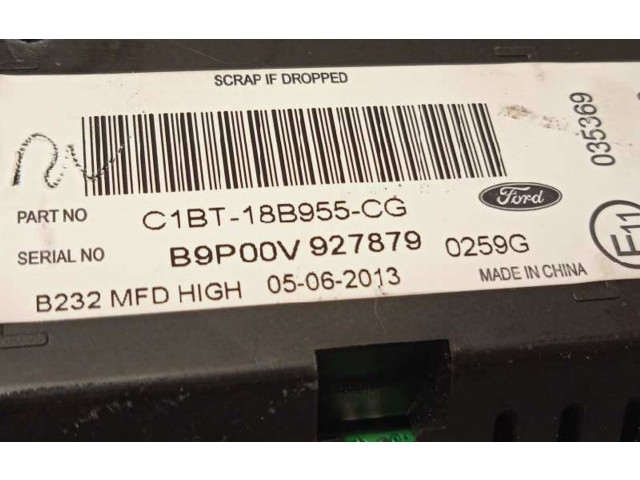 SCRAP IF DROPPED
PART NO C1BT-18B955-CG
Ford
SERIAL NO B9P00V 927879 0259G
B232 MFD HIGH 05-06-2013 MADE IN CHINA
035369
E11